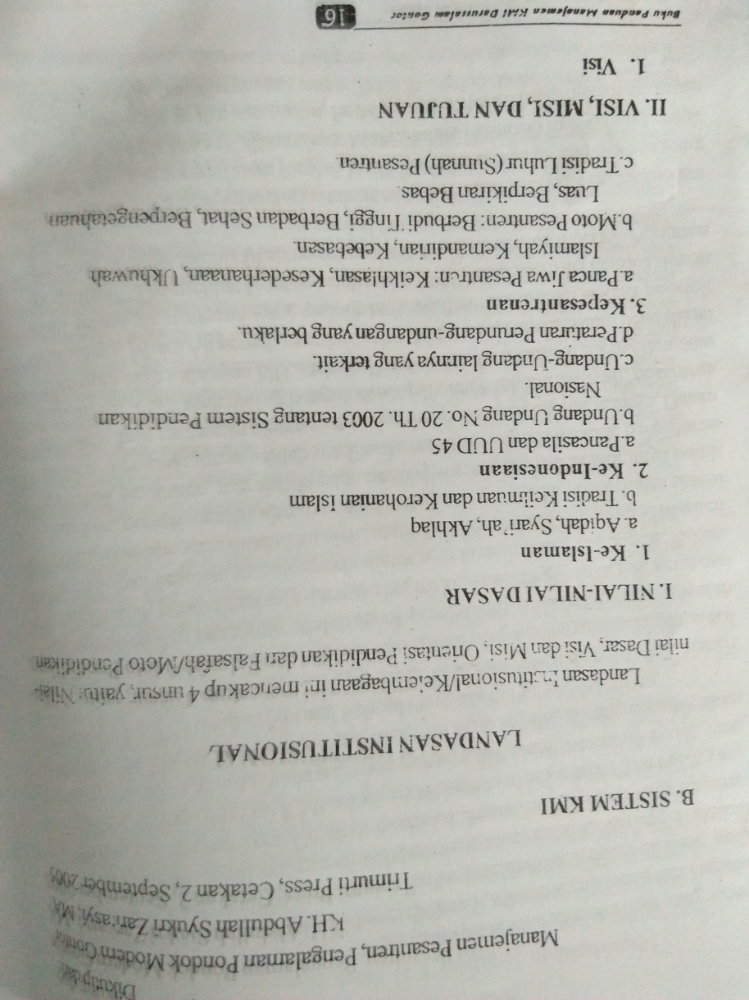 Dikutip dari
Manajemen Pesantren, Pengalaman Pondok Modern Gontor
K.H. Abdullah Syukri Zarkasyi, MA
Trimurti Press, Cetakan 2, September
B. SISTEM KMI
LANDASAN INSTITUSIONAL
Landasan Institusional/Kelembagaan ini mencakup 4 unsur, yaitu: Nilai-
nilai Dasar, Visi dan Misi, Orientasi Pendidikan dan Falsafah/Moto Pendidikan
I. NILAI-NILAI DASAR
1. Ke-Islaman
a. Aqidah, Syari'ah, Akhlaq
b. Tradisi Keilmuan dan Kerohanian Islam
2. Ke-Indonesiaan
a.Pancasila dan UUD 45
b.Undang Undang No. 20 Th. 2003 tentang Sistem Pendidikan
Nasional.
c.Undang-Undang lainnya yang terkait.
d.Peraturan Perundang-undangan yang berlaku.
3. Kepesantrenan
a.Panca Jiwa Pesantren: Keikhlasan, Kesederhanaan, Ukhuwah
Islamiyah, Kemandirian, Kebebasan.
b.Moto Pesantren: Berbudi Tinggi, Berbadan Sehat, Berpengetahuan
Luas, Berpikiran Bebas.
c.Tradisi Luhur (Sunnah) Pesantren.
II. VISI, MISI, DAN TUJUAN
1. Visi
Buku Panduan Manajemen KMI Darussalam Gontor 16